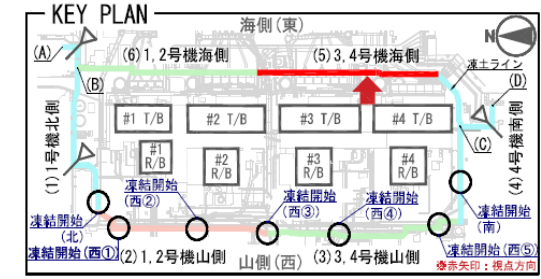 KEY PLAN
海側(東)
N
(A)
(6)1,2号機海側
(5)3,4号機海側
凍土ライン
(B)
(D)
#1 T/B
#2 T/B
#3 T/B
#4 T/B
(1)1号機北側
(C)
(4)4号機南側
#1
R/B
#2
R/B
#3
R/B
#4
R/B
凍結開始
(西②)
凍結開始
(西③)
凍結開始
(西④)
凍結開始
(南)
凍結開始
(北)
凍結開始(西①)
(2)1,2号機山側
山側(西)
(3)3,4号機山側
凍結開始(西⑤)
※赤矢印：視点方向